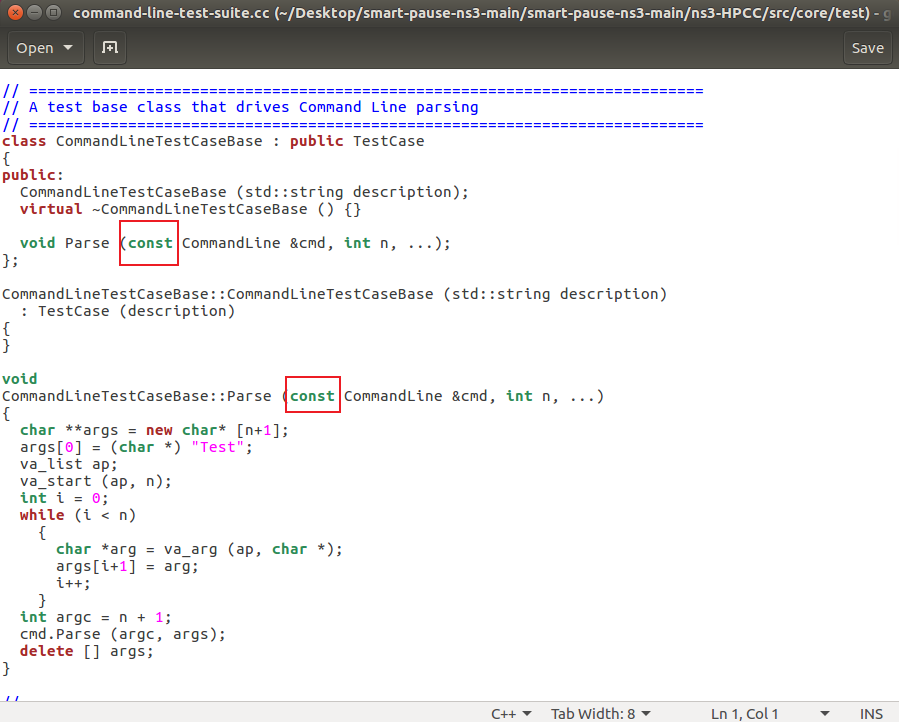 command-line-test-suite.cc (~/Desktop/smart-pause-ns3-main/smart-pause-ns3-main/ns3-HPCC/src/core/test) -
Open
Save
// ===========================================================================
// A test base class that drives Command Line parsing
// ===========================================================================
class CommandLineTestCaseBase : public TestCase
{
public:
  CommandLineTestCaseBase (std::string description);
  virtual ~CommandLineTestCaseBase () {}
  void Parse (const CommandLine &cmd, int n, ...);
};
CommandLineTestCaseBase::CommandLineTestCaseBase (std::string description)
  : TestCase (description)
{
}
void
CommandLineTestCaseBase::Parse (const CommandLine &cmd, int n, ...)
{
  char **args = new char* [n+1];
  args[0] = (char *) "Test";
  va_list ap;
  va_start (ap, n);
  int i = 0;
  while (i < n)
    {
      char *arg = va_arg (ap, char *);
      args[i+1] = arg;
      i++;
    }
  int argc = n + 1;
  cmd.Parse (argc, args);
  delete [] args;
}
C++ Tab Width: 8 Ln 1, Col 1 INS